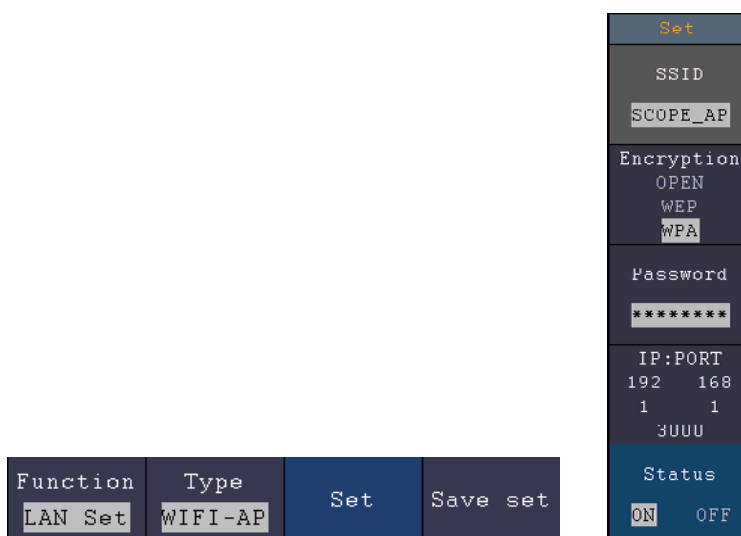 Set
SSID
SCOPE_AP
Encryption
OPEN
WEP
WPA
Password
********
IP:PORT
192 168
1 1
3000
Status
ON OFF
Function
LAN Set
Type
WIFI-AP
Set
Save set